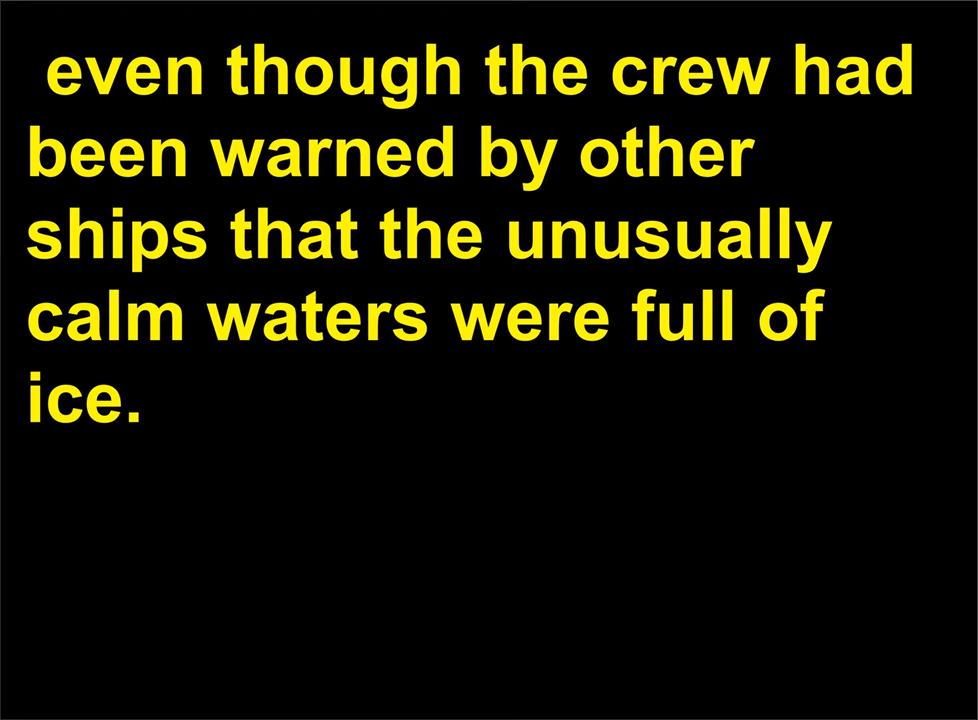 even though the crew had
been warned by other
ships that the unusually
calm waters were full of
ice.